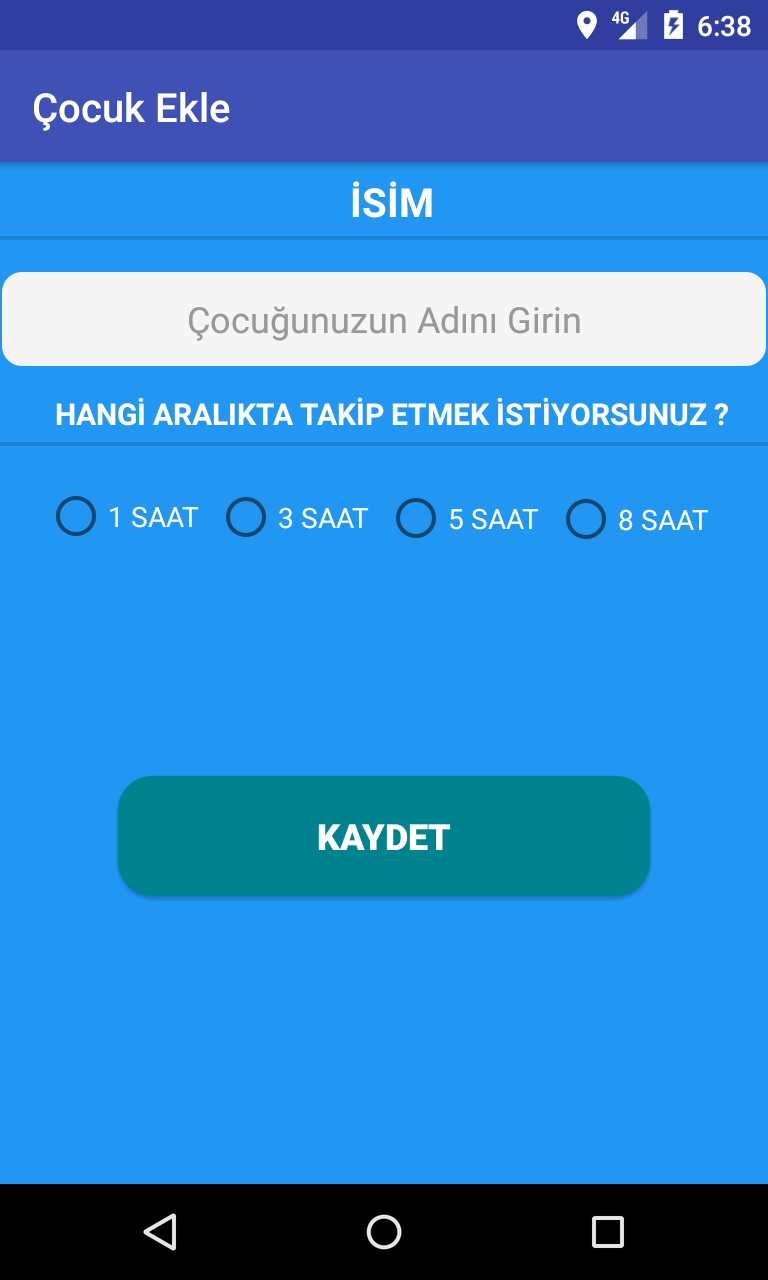 4G 6:38
Çocuk Ekle
İSİM
Çocuğunuzun Adını Girin
HANGİ ARALIKTA TAKİP ETMEK İSTİYORSUNUZ ?
1 SAAT 3 SAAT 5 SAAT 8 SAAT
KAYDET